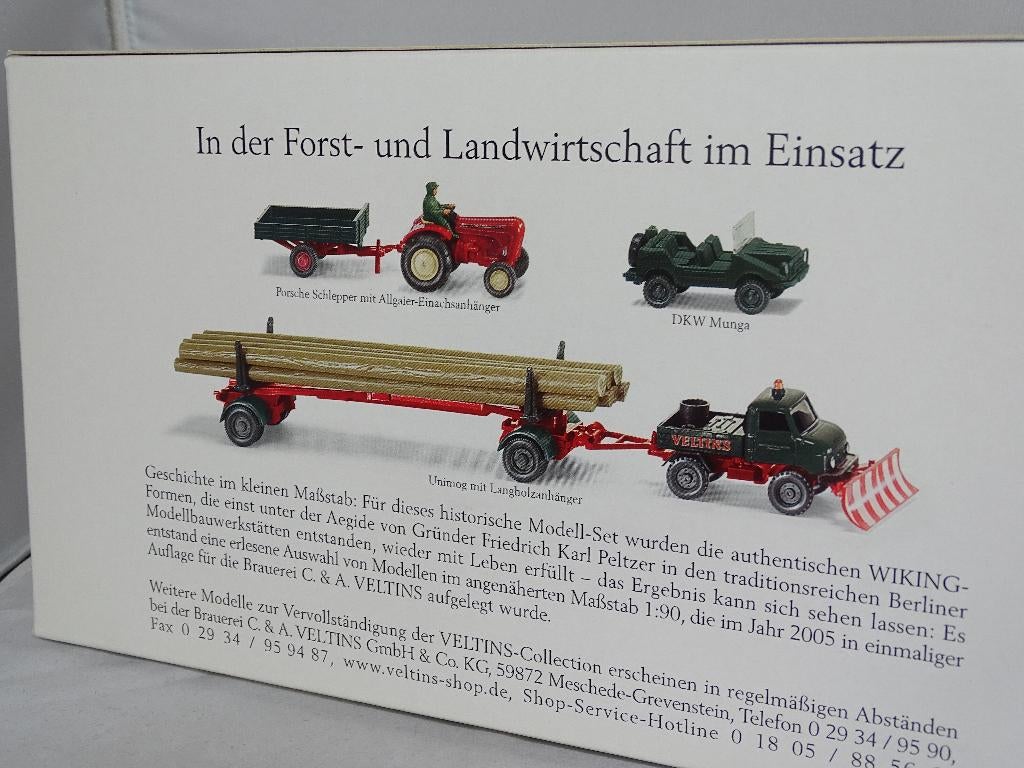 In der Forst- und Landwirtschaft im Einsatz
Porsche Schlepper mit Allgaier-Einachsanhänger
DKW Munga
VELTINS
Unimog mit Langholzanhänger
Geschichte im kleinen Maßstab: Für dieses historische Modell-Set wurden die authentischen WIKING-
Formen, die einst unter der Aegide von Gründer Friedrich Karl Peltzer in den traditionsreichen Berliner
Modellbauwerkstätten entstanden, wieder mit Leben erfüllt – das Ergebnis kann sich sehen lassen: Es
entstand eine erlesene Auswahl von Modellen im angenäherten Maßstab 1:90, die im Jahr 2005 in einmaliger
Auflage für die Brauerei C. & A. VELTINS aufgelegt wurde.
Weitere Modelle zur Vervollständigung der VELTINS-Collection erscheinen in regelmäßigen Abständen
bei der Brauerei C. & A. VELTINS GmbH & Co. KG, 59872 Meschede-Grevenstein, Telefon 0 29 34 / 95 90,
Fax 0 29 34 / 95 94 87, www.veltins-shop.de, Shop-Service-Hotline 0 18 05 / 88